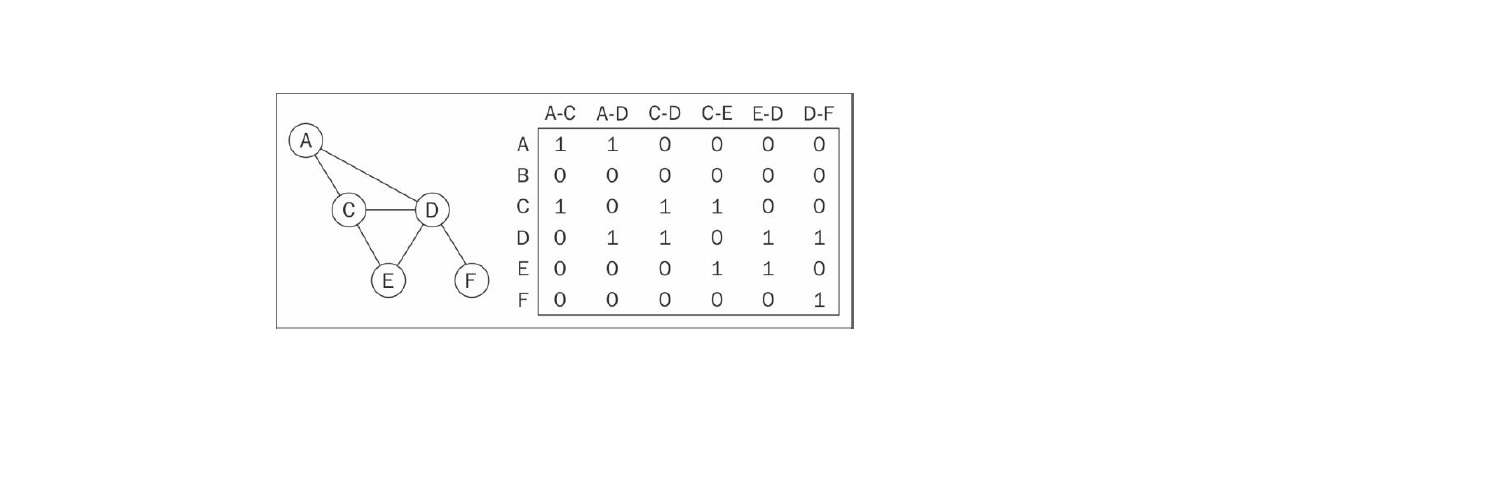 A
C D
E F
A-C A-D C-D C-E E-D D-F
A 1 1 0 0 0 0
B 0 0 0 0 0 0
C 1 0 1 1 0 0
D 0 1 1 0 1 1
E 0 0 0 1 1 0
F 0 0 0 0 0 1